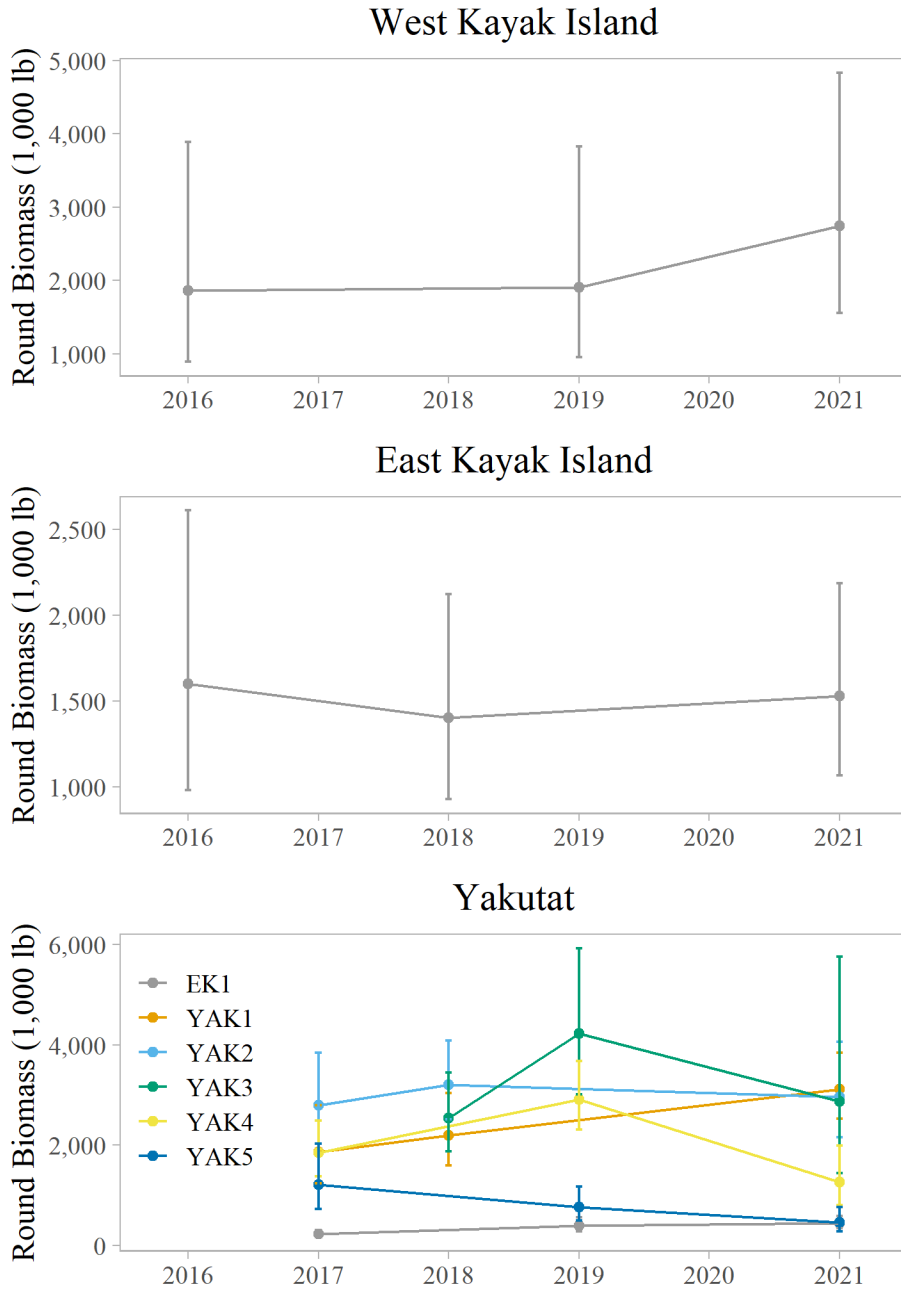 West Kayak Island
Round Biomass (1,000 lb)
5,000
4,000
3,000
2,000
1,000
2016 2017 2018 2019 2020 2021
East Kayak Island
Round Biomass (1,000 lb)
2,500
2,000
1,500
1,000
2016 2017 2018 2019 2020 2021
Yakutat
Round Biomass (1,000 lb)
6,000
4,000
2,000
0
EK1
YAK1
YAK2
YAK3
YAK4
YAK5
2016 2017 2018 2019 2020 2021